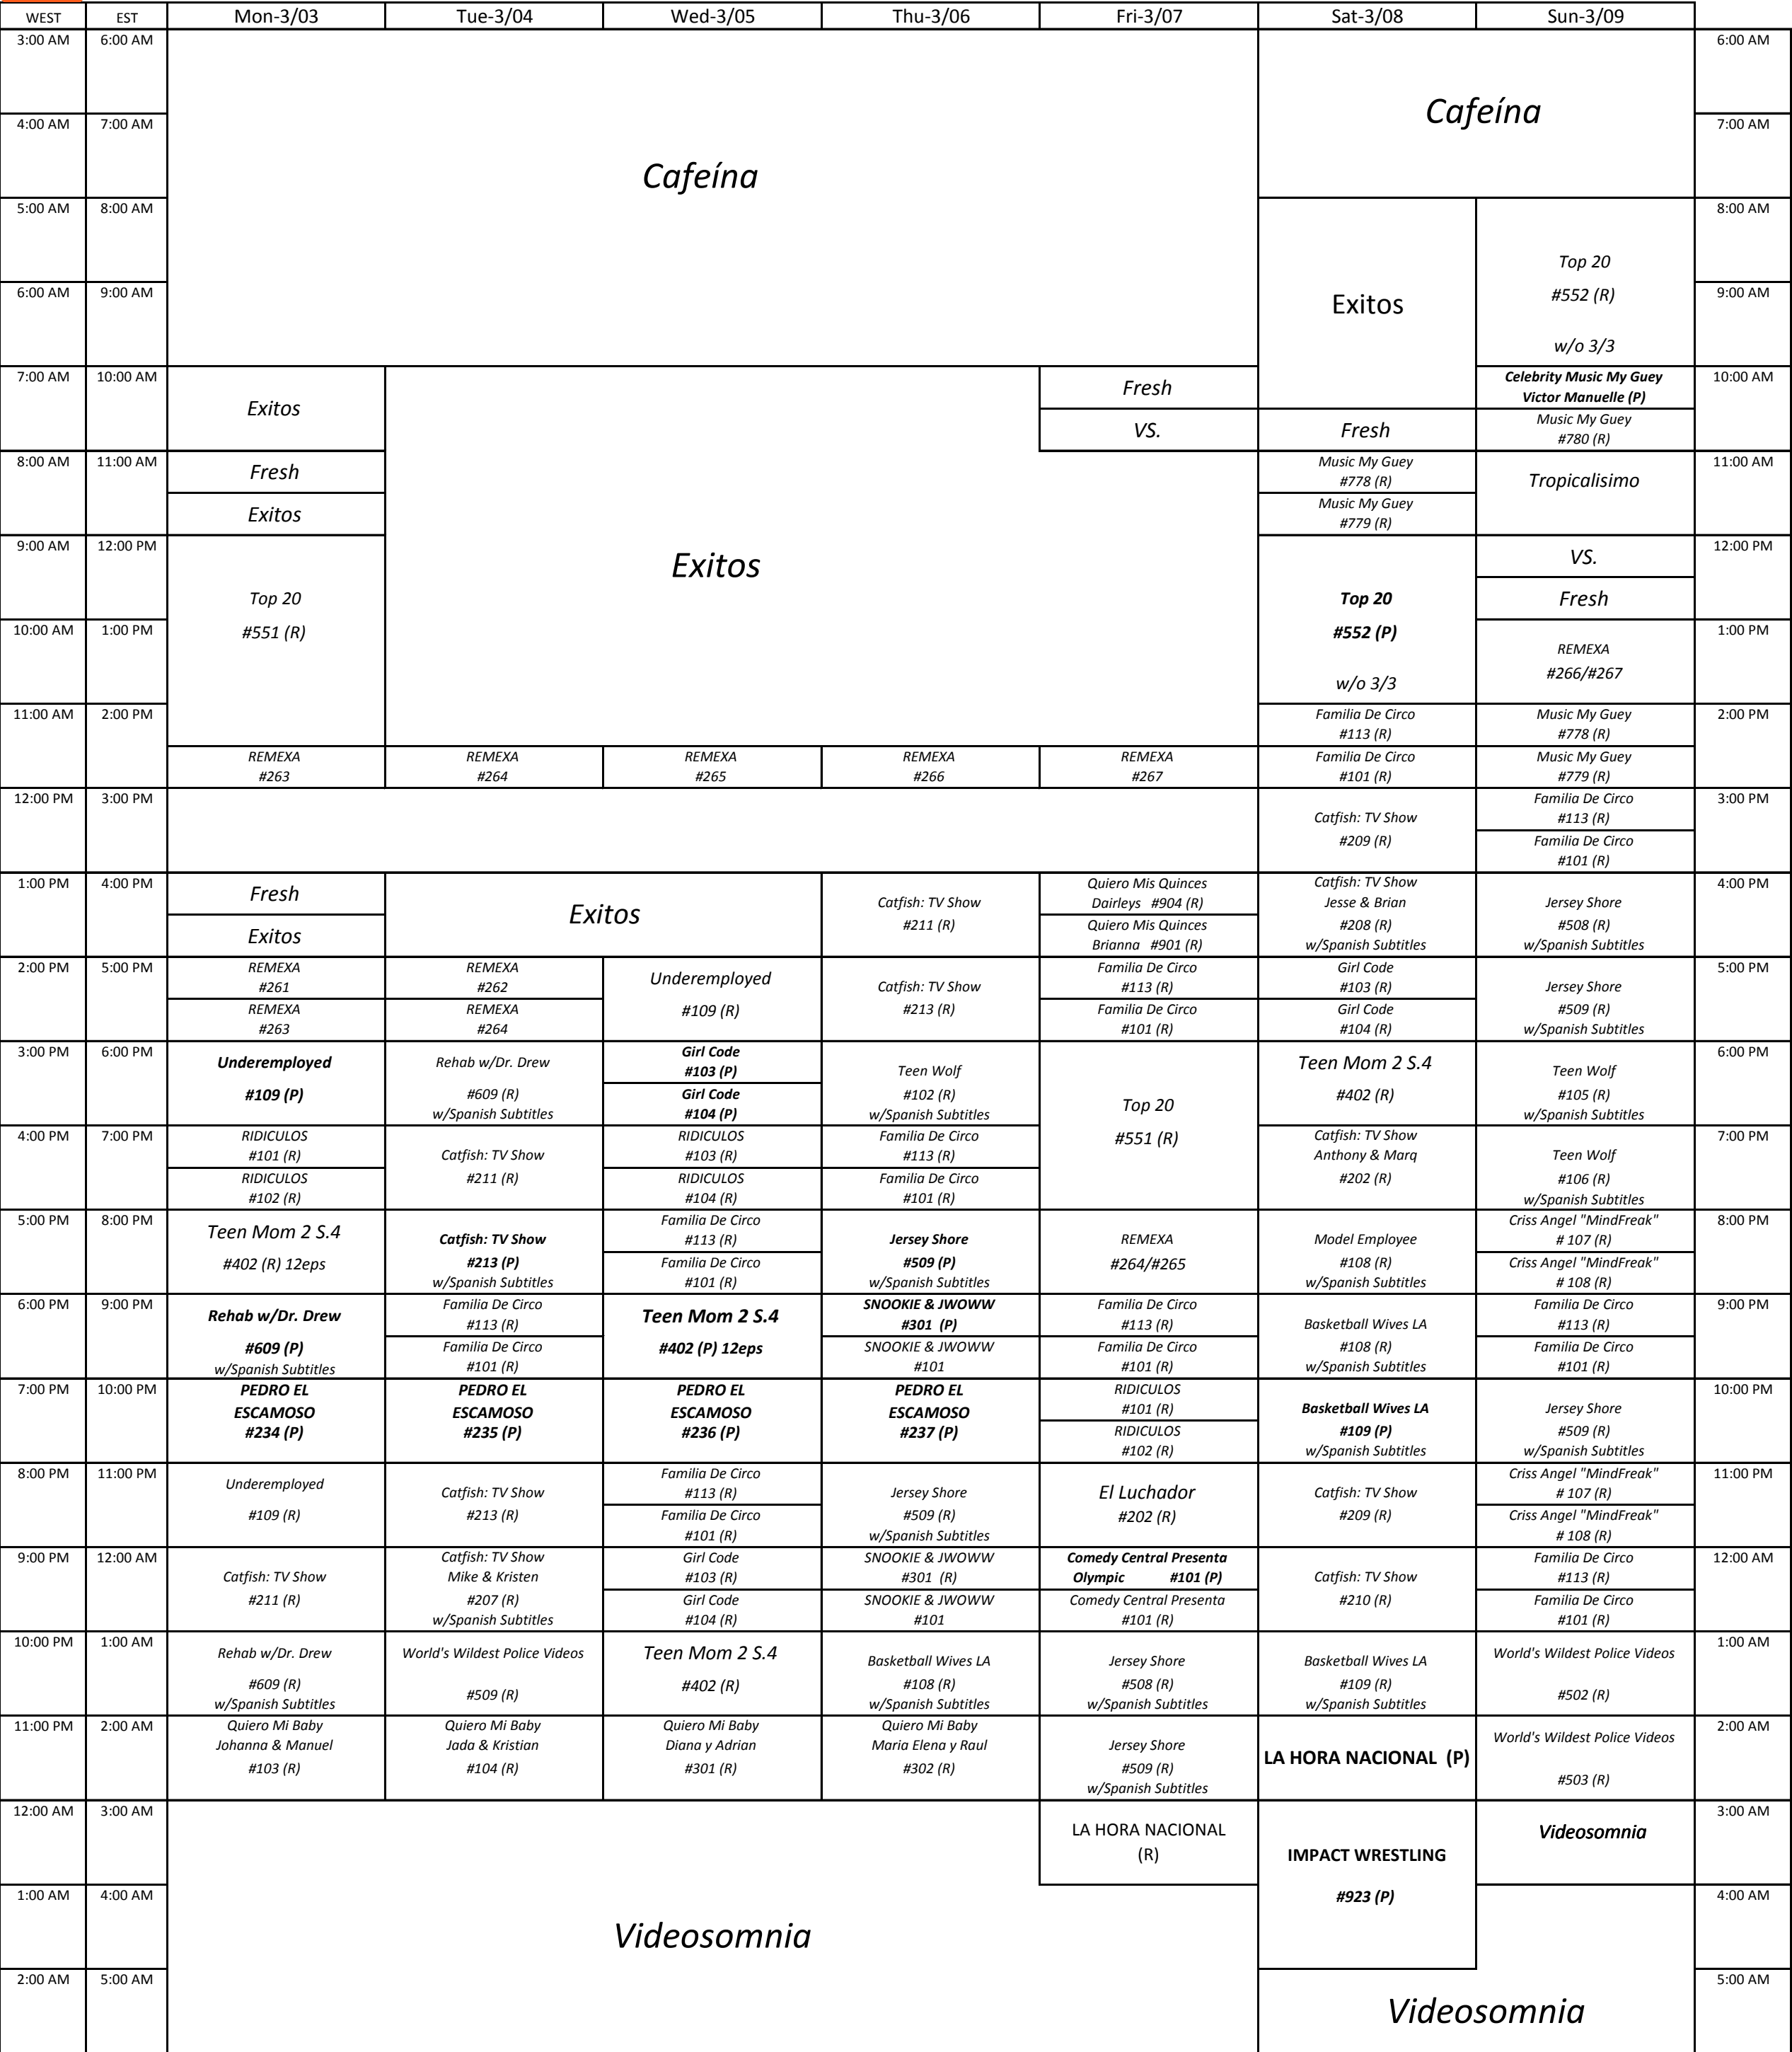 WEST EST Mon-3/03 Tue-3/04 Wed-3/05 Thu-3/06 Fri-3/07 Sat-3/08 Sun-3/09
3:00 AM 6:00 AM 6:00 AM
Cafeína
4:00 AM 7:00 AM 7:00 AM
Cafeína
5:00 AM 8:00 AM 8:00 AM
Top 20
6:00 AM 9:00 AM Exitos #552 (R) 9:00 AM
w/o 3/3
7:00 AM 10:00 AM Exitos Fresh Celebrity Music My Guey 10:00 AM
Victor Manuelle (P)
VS. Fresh Music My Guey
#780 (R)
8:00 AM 11:00 AM Fresh Music My Guey Tropicalisimo 11:00 AM
#778 (R)
Exitos Music My Guey
#779 (R)
9:00 AM 12:00 PM Exitos VS. 12:00 PM
Top 20 Top 20 Fresh
10:00 AM 1:00 PM #551 (R) #552 (P) 1:00 PM
REMEXA
#266/#267
w/o 3/3
11:00 AM 2:00 PM Familia De Circo Music My Guey 2:00 PM
#113 (R) #778 (R)
REMEXA REMEXA REMEXA REMEXA REMEXA Familia De Circo Music My Guey
#263 #264 #265 #266 #267 #101 (R) #779 (R)
12:00 PM 3:00 PM Familia De Circo 3:00 PM
Catfish: TV Show #113 (R)
#209 (R) Familia De Circo
#101 (R)
1:00 PM 4:00 PM Fresh Exitos Quiero Mis Quinces Catfish: TV Show 4:00 PM
Catfish: TV Show Dairleys #904 (R) Jesse & Brian Jersey Shore
Exitos #211 (R) Quiero Mis Quinces #208 (R) #508 (R)
Brianna #901 (R) w/Spanish Subtitles w/Spanish Subtitles
2:00 PM 5:00 PM REMEXA REMEXA Underemployed Familia De Circo Girl Code 5:00 PM
#261 #262 Catfish: TV Show #113 (R) #103 (R) Jersey Shore
REMEXA REMEXA #109 (R) #213 (R) Familia De Circo Girl Code #509 (R)
#263 #264 #101 (R) #104 (R) w/Spanish Subtitles
3:00 PM 6:00 PM Underemployed Rehab w/Dr. Drew Girl Code Teen Mom 2 S.4 6:00 PM
#103 (P) Teen Wolf Teen Wolf
#109 (P) #609 (R) Girl Code #102 (R) Top 20 #402 (R) #105 (R)
w/Spanish Subtitles #104 (P) w/Spanish Subtitles w/Spanish Subtitles
4:00 PM 7:00 PM RIDICULOS RIDICULOS Familia De Circo #551 (R) Catfish: TV Show 7:00 PM
#101 (R) Catfish: TV Show #103 (R) #113 (R) Anthony & Marq Teen Wolf
RIDICULOS #211 (R) RIDICULOS Familia De Circo #202 (R) #106 (R)
#102 (R) #104 (R) #101 (R) w/Spanish Subtitles
5:00 PM 8:00 PM Teen Mom 2 S.4 Familia De Circo Criss Angel "MindFreak" 8:00 PM
Catfish: TV Show #113 (R) Jersey Shore REMEXA Model Employee # 107 (R)
#402 (R) 12eps #213 (P) Familia De Circo #509 (P) #264/#265 #108 (R) Criss Angel "MindFreak"
w/Spanish Subtitles #101 (R) w/Spanish Subtitles w/Spanish Subtitles # 108 (R)
6:00 PM 9:00 PM Rehab w/Dr. Drew Familia De Circo Teen Mom 2 S.4 SNOOKIE & JWOWW Familia De Circo Familia De Circo 9:00 PM
#113 (R) #301 (P) #113 (R) Basketball Wives LA #113 (R)
#609 (P) Familia De Circo #402 (P) 12eps SNOOKIE & JWOWW Familia De Circo #108 (R) Familia De Circo
w/Spanish Subtitles #101 (R) #101 #101 (R) w/Spanish Subtitles #101 (R)
7:00 PM 10:00 PM PEDRO EL PEDRO EL PEDRO EL PEDRO EL RIDICULOS 10:00 PM
ESCAMOSO ESCAMOSO ESCAMOSO ESCAMOSO #101 (R) Basketball Wives LA Jersey Shore
#234 (P) #235 (P) #236 (P) #237 (P) RIDICULOS #109 (P) #509 (R)
#102 (R) w/Spanish Subtitles w/Spanish Subtitles
8:00 PM 11:00 PM Underemployed Familia De Circo Criss Angel "MindFreak" 11:00 PM
Catfish: TV Show #113 (R) Jersey Shore El Luchador Catfish: TV Show # 107 (R)
#109 (R) #213 (R) Familia De Circo #509 (R) #202 (R) #209 (R) Criss Angel "MindFreak"
#101 (R) w/Spanish Subtitles # 108 (R)
9:00 PM 12:00 AM Catfish: TV Show Girl Code SNOOKIE & JWOWW Comedy Central Presenta Familia De Circo 12:00 AM
Catfish: TV Show Mike & Kristen #103 (R) #301 (R) Olympic #101 (P) Catfish: TV Show #113 (R)
#211 (R) #207 (R) Girl Code SNOOKIE & JWOWW Comedy Central Presenta #210 (R) Familia De Circo
w/Spanish Subtitles #104 (R) #101 #101 (R) #101 (R)
10:00 PM 1:00 AM Rehab w/Dr. Drew World's Wildest Police Videos Teen Mom 2 S.4 World's Wildest Police Videos 1:00 AM
Basketball Wives LA Jersey Shore Basketball Wives LA
#609 (R) #509 (R) #402 (R) #108 (R) #508 (R) #109 (R) #502 (R)
w/Spanish Subtitles w/Spanish Subtitles w/Spanish Subtitles w/Spanish Subtitles
11:00 PM 2:00 AM Quiero Mi Baby Quiero Mi Baby Quiero Mi Baby Quiero Mi Baby 2:00 AM
Johanna & Manuel Jada & Kristian Diana y Adrian Maria Elena y Raul Jersey Shore LA HORA NACIONAL (P) World's Wildest Police Videos
#103 (R) #104 (R) #301 (R) #302 (R) #509 (R) #503 (R)
w/Spanish Subtitles
12:00 AM 3:00 AM 3:00 AM
LA HORA NACIONAL Videosomnia
(R) IMPACT WRESTLING
1:00 AM 4:00 AM #923 (P) 4:00 AM
Videosomnia
2:00 AM 5:00 AM 5:00 AM
Videosomnia